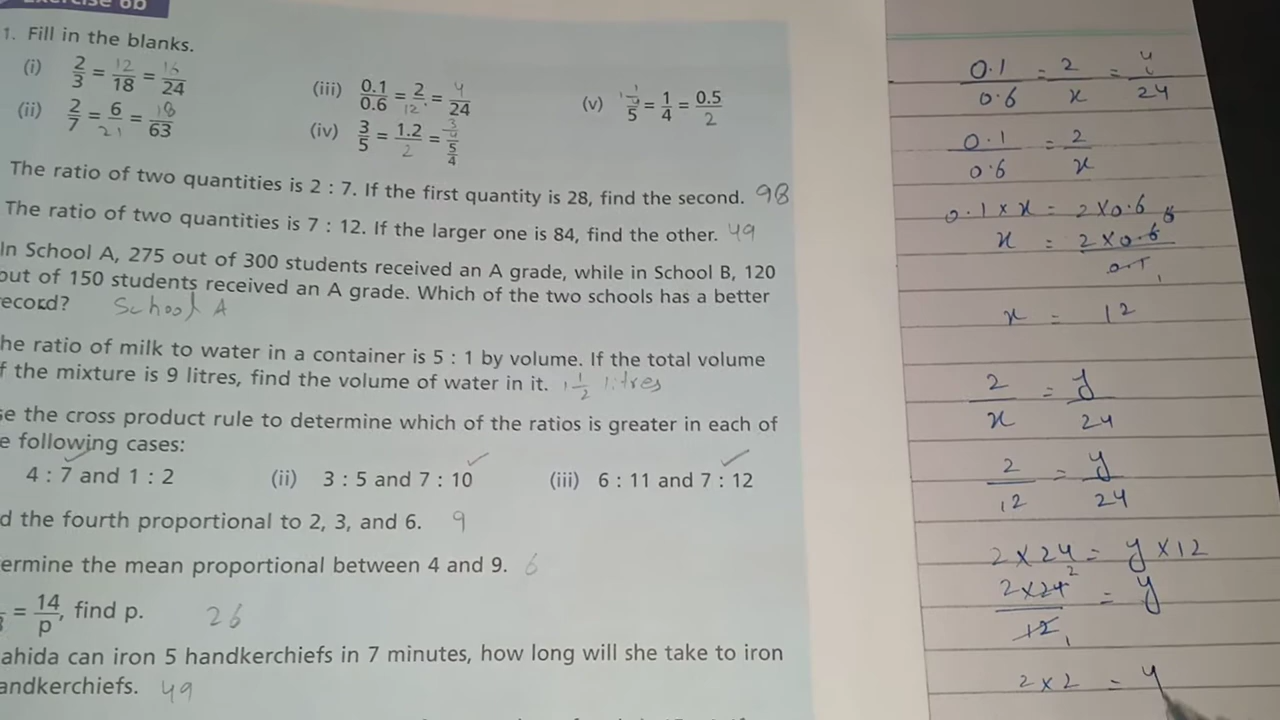 6b
1. Fill in the blanks.
(i) 2/3 = 12/18 = 16/24
(iii) 0.1/0.6 = 2/12 = 4/24
(v) /5 = 1/4 = 0.5/2
(ii) 2/7 = 6/21 = 18/63
(iv) 3/5 = 1.2/2 = 3/4/5/4
The ratio of two quantities is 2 : 7. If the first quantity is 28, find the second. 98
The ratio of two quantities is 7 : 12. If the larger one is 84, find the other. 49
In School A, 275 out of 300 students received an A grade, while in School B, 120
out of 150 students received an A grade. Which of the two schools has a better
ecord? School A
he ratio of milk to water in a container is 5 : 1 by volume. If the total volume
f the mixture is 9 litres, find the volume of water in it. 1 1/2 litres
se the cross product rule to determine which of the ratios is greater in each of
e following cases:
4 : 7 and 1 : 2 (ii) 3 : 5 and 7 : 10 (iii) 6 : 11 and 7 : 12
d the fourth proportional to 2, 3, and 6. 9
ermine the mean proportional between 4 and 9. 6
= 14/p, find p. 26
ahida can iron 5 handkerchiefs in 7 minutes, how long will she take to iron
andkerchiefs. 49
0.1/0.6 = 2/x = y/24
0.1/0.6 = 2/x
0.1 × x = 2 × 0.6
x = 2 × 0.6 6/0.1 1
x = 12
2/x = y/24
2/12 = y/24
2 × 24 = y × 12
2 × 24 2/12 1 = y
2 × 2 = y